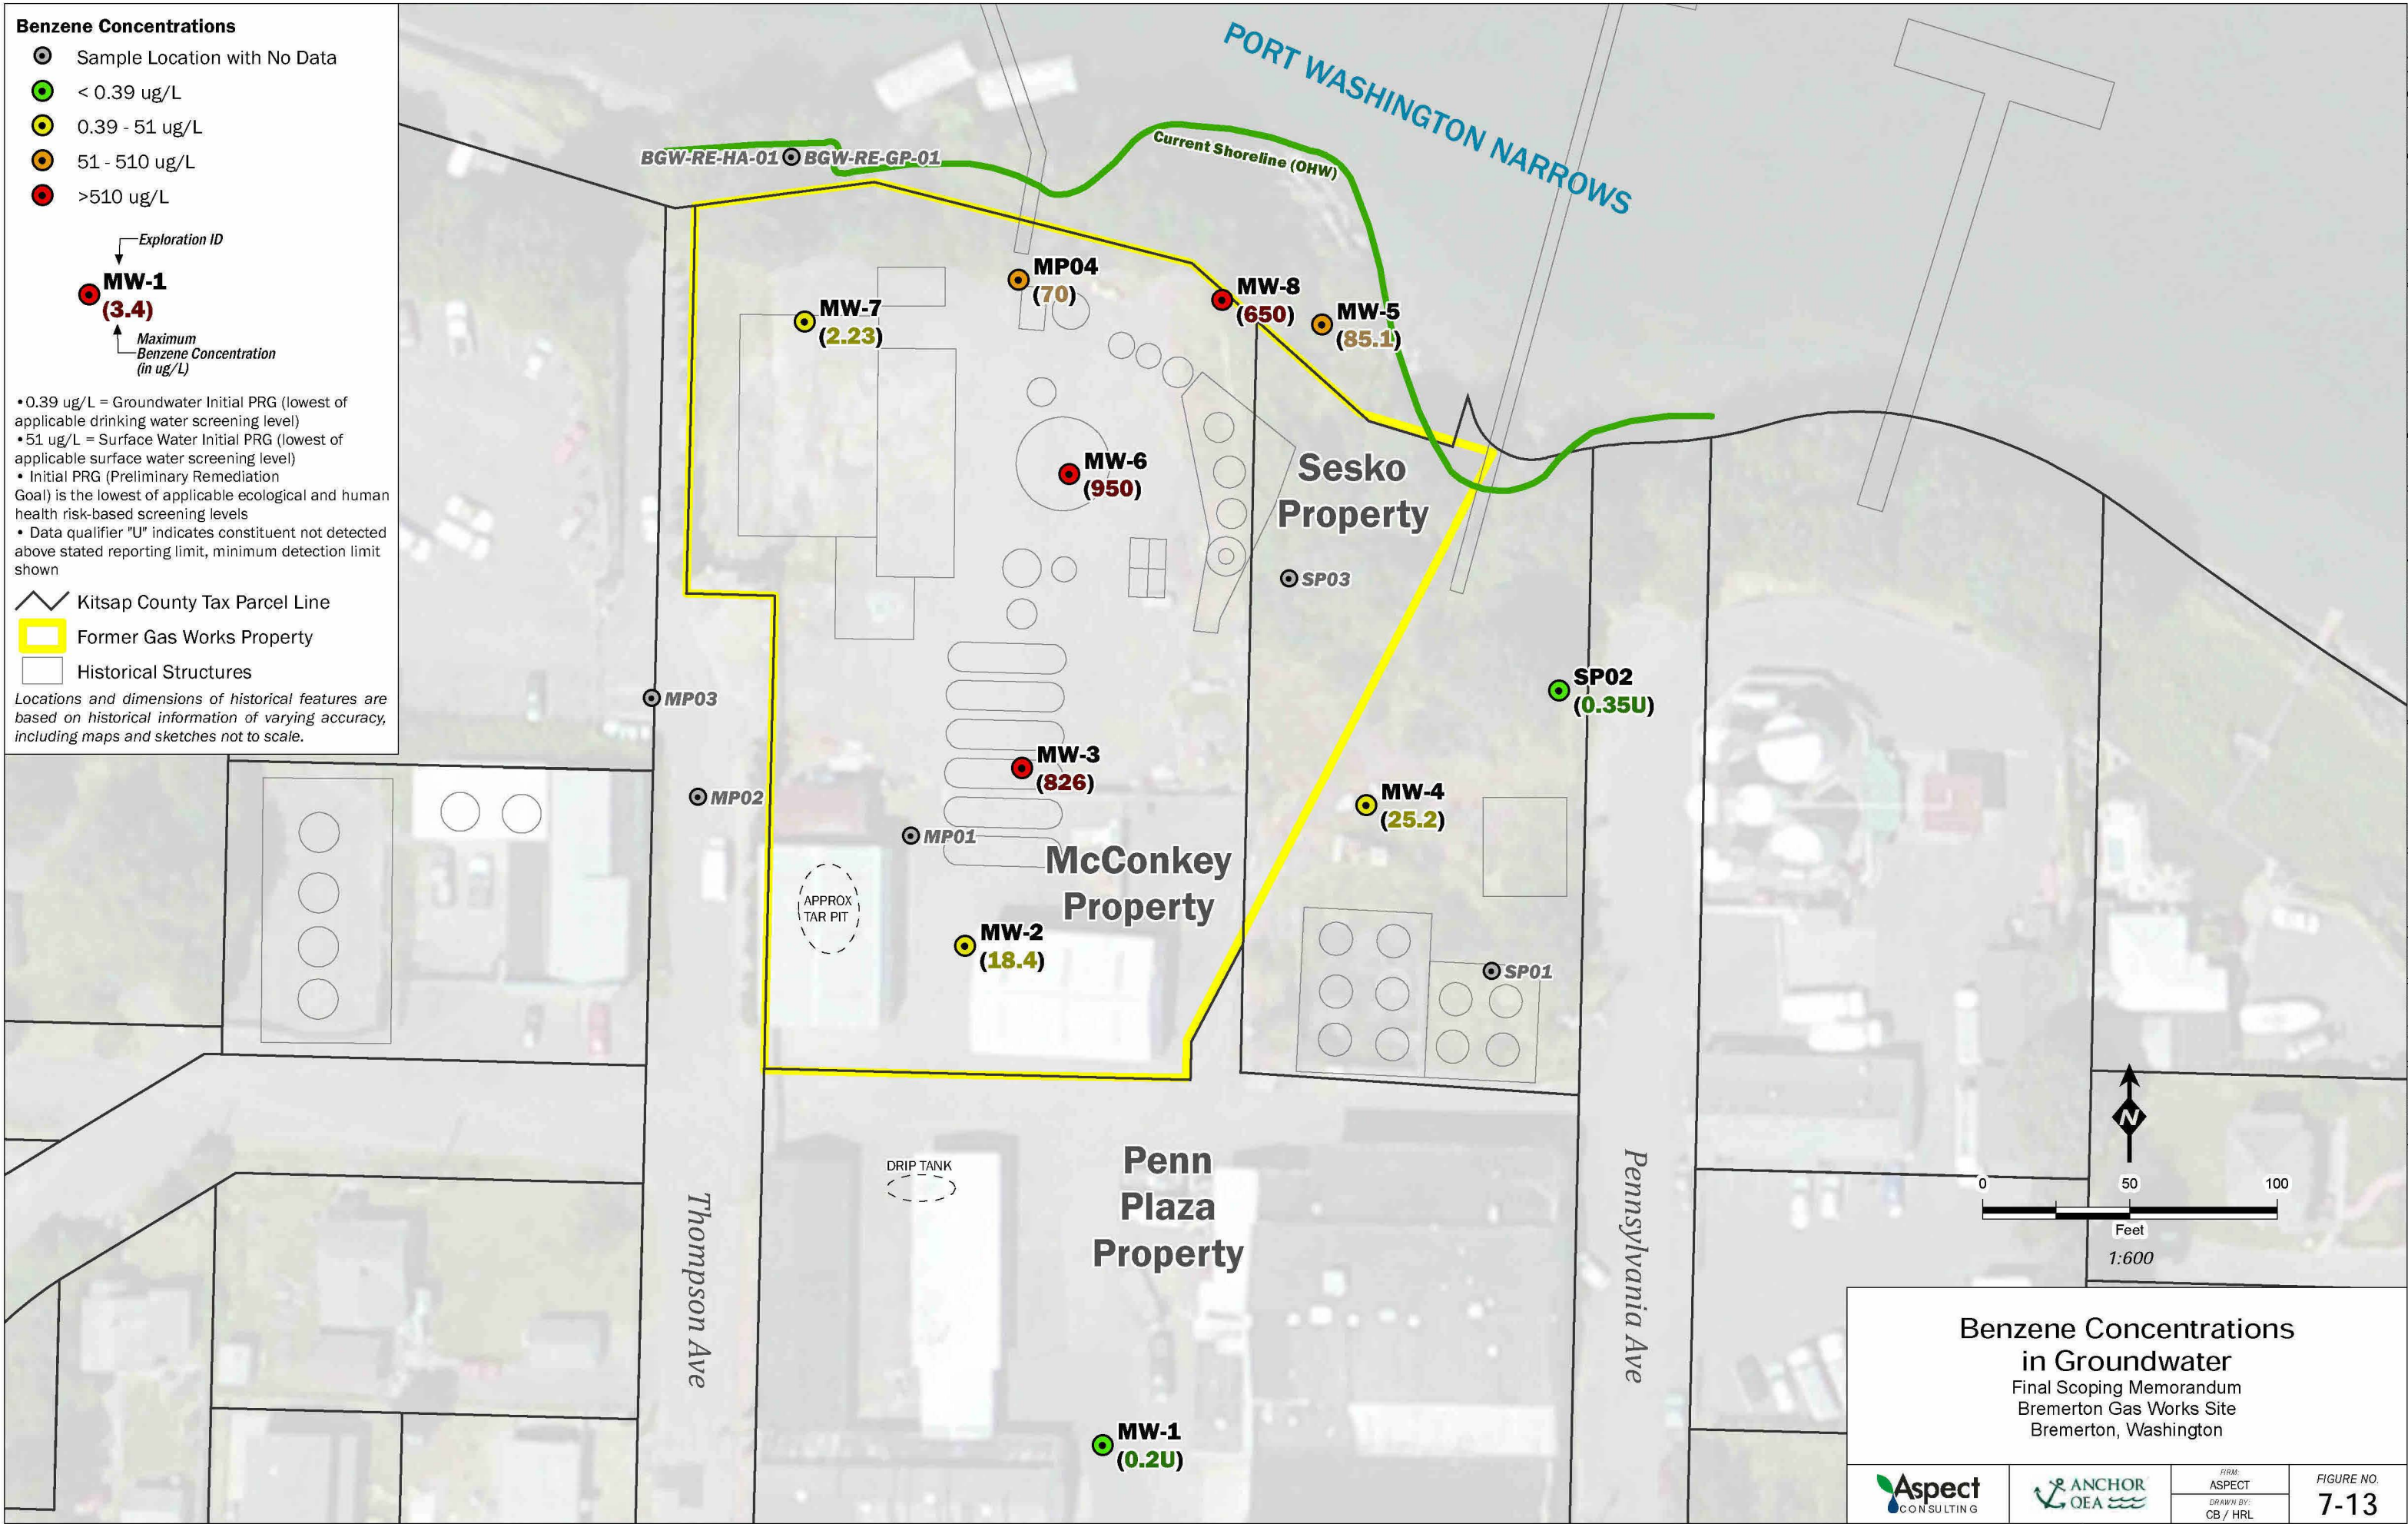 Benzene Concentrations
Sample Location with No Data
< 0.39 ug/L
0.39 - 51 ug/L
51 - 510 ug/L
>510 ug/L
Exploration ID
MW-1
(3.4)
Maximum
Benzene Concentration
(in ug/L)
•0.39 ug/L = Groundwater Initial PRG (lowest of
applicable drinking water screening level)
•51 ug/L = Surface Water Initial PRG (lowest of
applicable surface water screening level)
• Initial PRG (Preliminary Remediation
Goal) is the lowest of applicable ecological and human
health risk-based screening levels
• Data qualifier "U" indicates constituent not detected
above stated reporting limit, minimum detection limit
shown
Kitsap County Tax Parcel Line
Former Gas Works Property
Historical Structures
Locations and dimensions of historical features are
based on historical information of varying accuracy,
including maps and sketches not to scale.
PORT WASHINGTON NARROWS
Current Shoreline (OHW)
BGW-RE-HA-01
BGW-RE-GP-01
MP04
(70)
MW-8
(650)
MW-5
(85.1)
MW-7
(2.23)
MW-6
(950)
Sesko
Property
SP03
SP02
(0.35U)
MP03
MW-3
(826)
MP02
MW-4
(25.2)
MP01
McConkey
Property
APPROX
TAR PIT
MW-2
(18.4)
SP01
DRIP TANK
Penn
Plaza
Property
Thompson Ave
Pennsylvania Ave
MW-1
(0.2U)
N
0 50 100
Feet
1:600
Benzene Concentrations
in Groundwater
Final Scoping Memorandum
Bremerton Gas Works Site
Bremerton, Washington
Aspect
CONSULTING
ANCHOR
QEA
FIRM:
ASPECT
DRAWN BY:
CB / HRL
FIGURE NO.
7-13